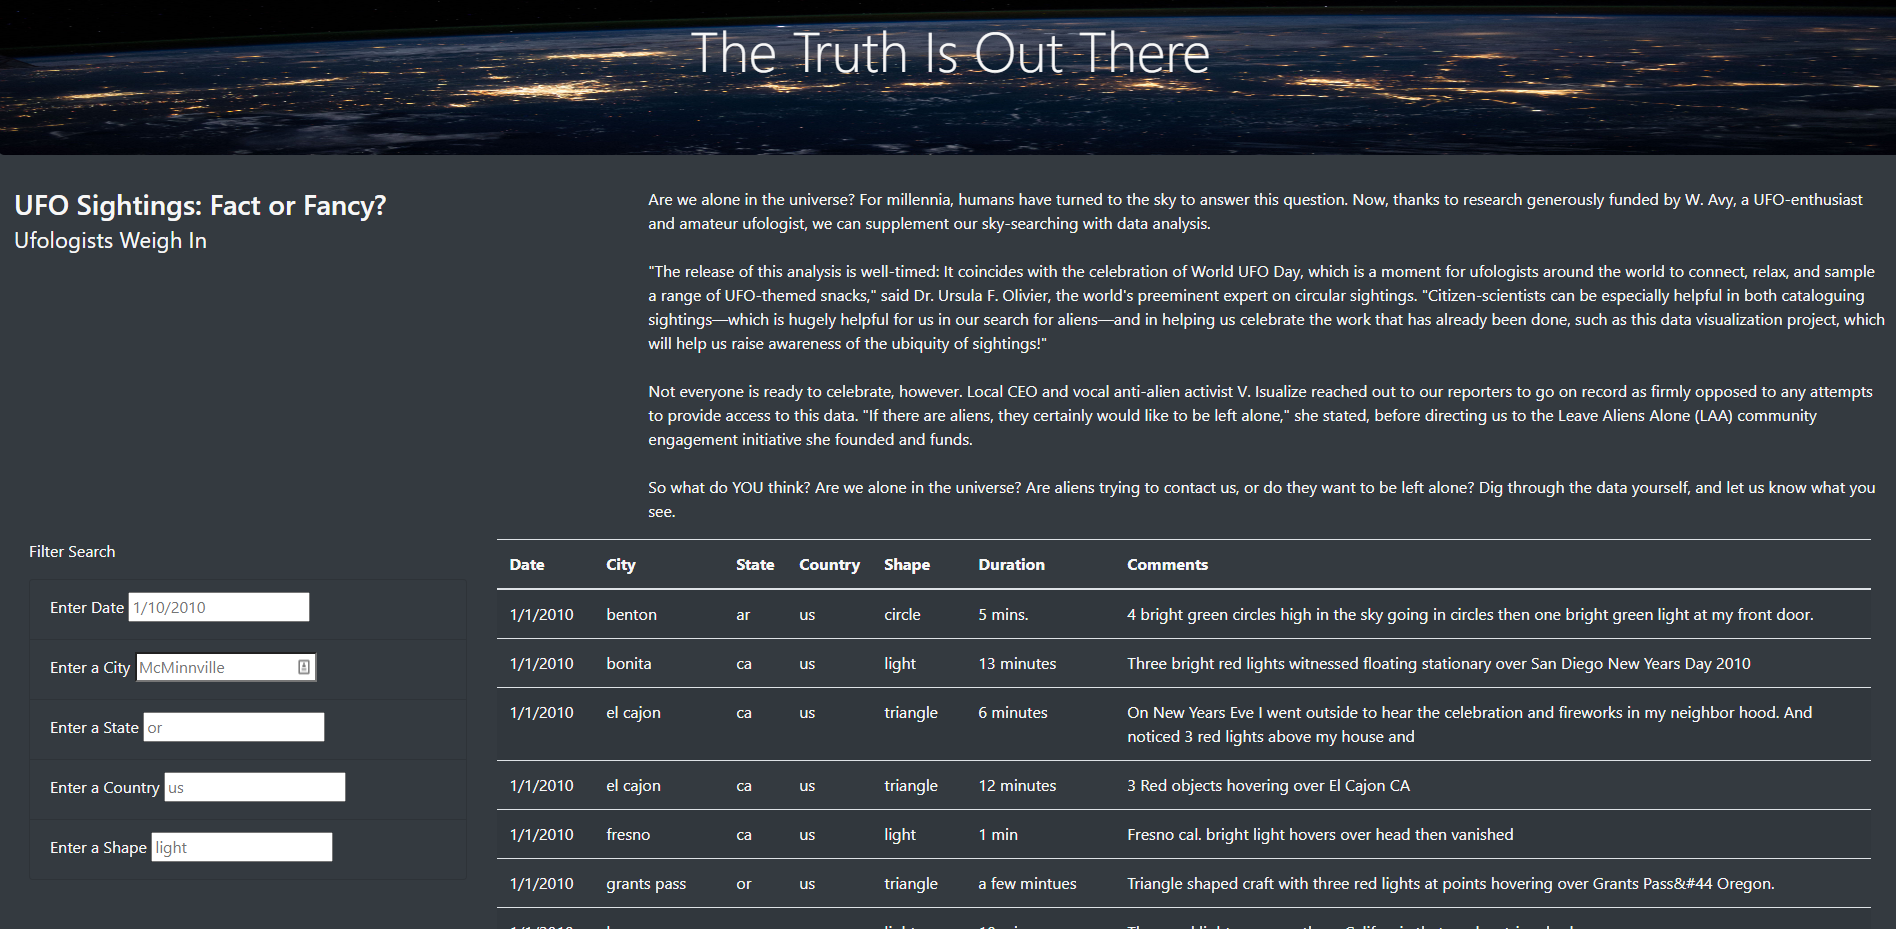 The Truth Is Out There
UFO Sightings: Fact or Fancy?
Ufologists Weigh In
Are we alone in the universe? For millennia, humans have turned to the sky to answer this question. Now, thanks to research generously funded by W. Avy, a UFO-enthusiast
and amateur ufologist, we can supplement our sky-searching with data analysis.
"The release of this analysis is well-timed: It coincides with the celebration of World UFO Day, which is a moment for ufologists around the world to connect, relax, and sample
a range of UFO-themed snacks," said Dr. Ursula F. Olivier, the world's preeminent expert on circular sightings. "Citizen-scientists can be especially helpful in both cataloguing
sightings—which is hugely helpful for us in our search for aliens—and in helping us celebrate the work that has already been done, such as this data visualization project, which
will help us raise awareness of the ubiquity of sightings!"
Not everyone is ready to celebrate, however. Local CEO and vocal anti-alien activist V. Isualize reached out to our reporters to go on record as firmly opposed to any attempts
to provide access to this data. "If there are aliens, they certainly would like to be left alone," she stated, before directing us to the Leave Aliens Alone (LAA) community
engagement initiative she founded and funds.
So what do YOU think? Are we alone in the universe? Are aliens trying to contact us, or do they want to be left alone? Dig through the data yourself, and let us know what you
see.
Filter Search
Enter Date 1/10/2010
Enter a City McMinnville
Enter a State or
Enter a Country us
Enter a Shape light
Date City State Country Shape Duration Comments
1/1/2010 benton ar us circle 5 mins. 4 bright green circles high in the sky going in circles then one bright green light at my front door.
1/1/2010 bonita ca us light 13 minutes Three bright red lights witnessed floating stationary over San Diego New Years Day 2010
1/1/2010 el cajon ca us triangle 6 minutes On New Years Eve I went outside to hear the celebration and fireworks in my neighbor hood. And
noticed 3 red lights above my house and
1/1/2010 el cajon ca us triangle 12 minutes 3 Red objects hovering over El Cajon CA
1/1/2010 fresno ca us light 1 min Fresno cal. bright light hovers over head then vanished
1/1/2010 grants pass or us triangle a few mintues Triangle shaped craft with three red lights at points hovering over Grants Pass&#44 Oregon.